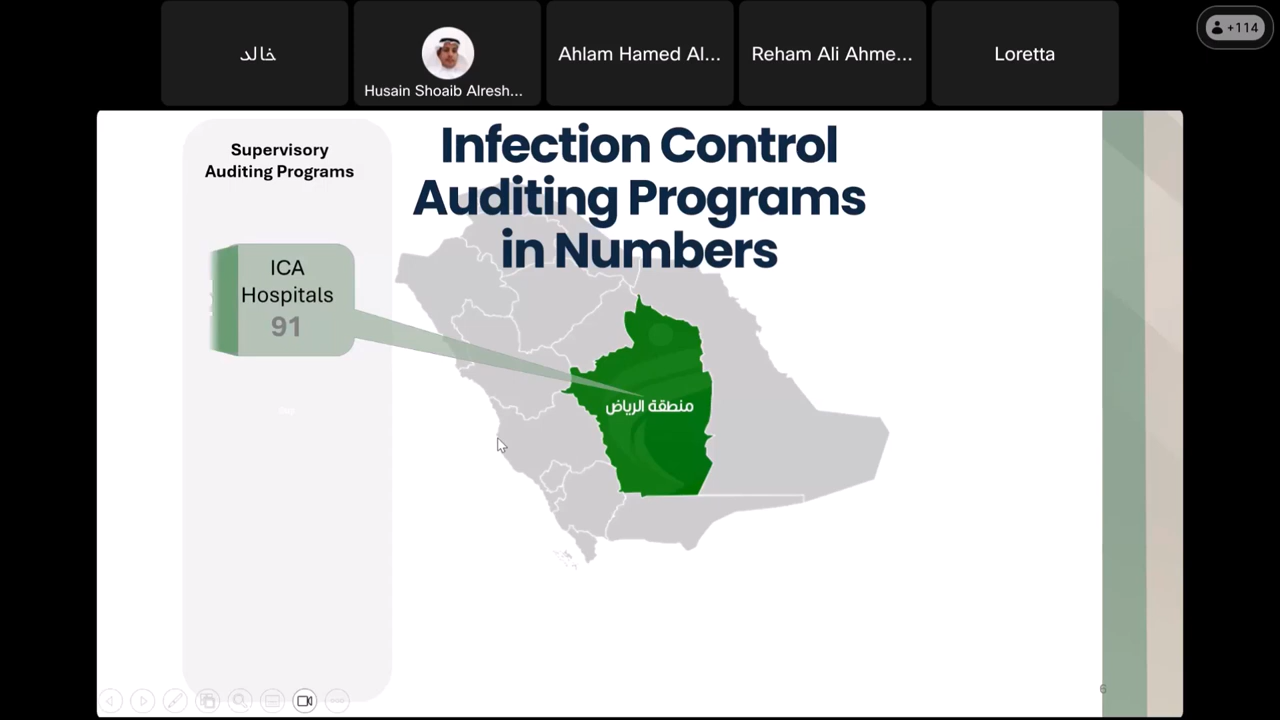 خالد
Husain Shoaib Alresh...
Ahlam Hamed Al...
Reham Ali Ahme...
Loretta
+114
Supervisory
Auditing Programs
Infection Control
Auditing Programs
in Numbers
ICA
Hospitals
91
منطقة الرياض
6